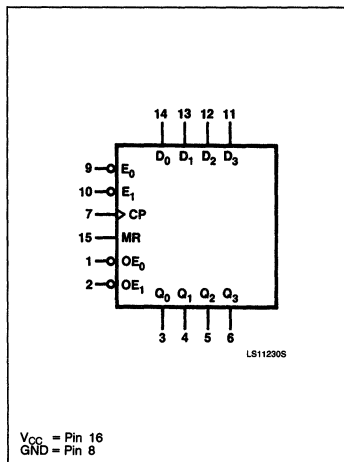 14 13 12 11
D0 D1 D2 D3
9 E0
10 E1
7 CP
15 MR
1 OE0
2 OE1
Q0 Q1 Q2 Q3
3 4 5 6
LS11230S
VCC = Pin 16
GND = Pin 8